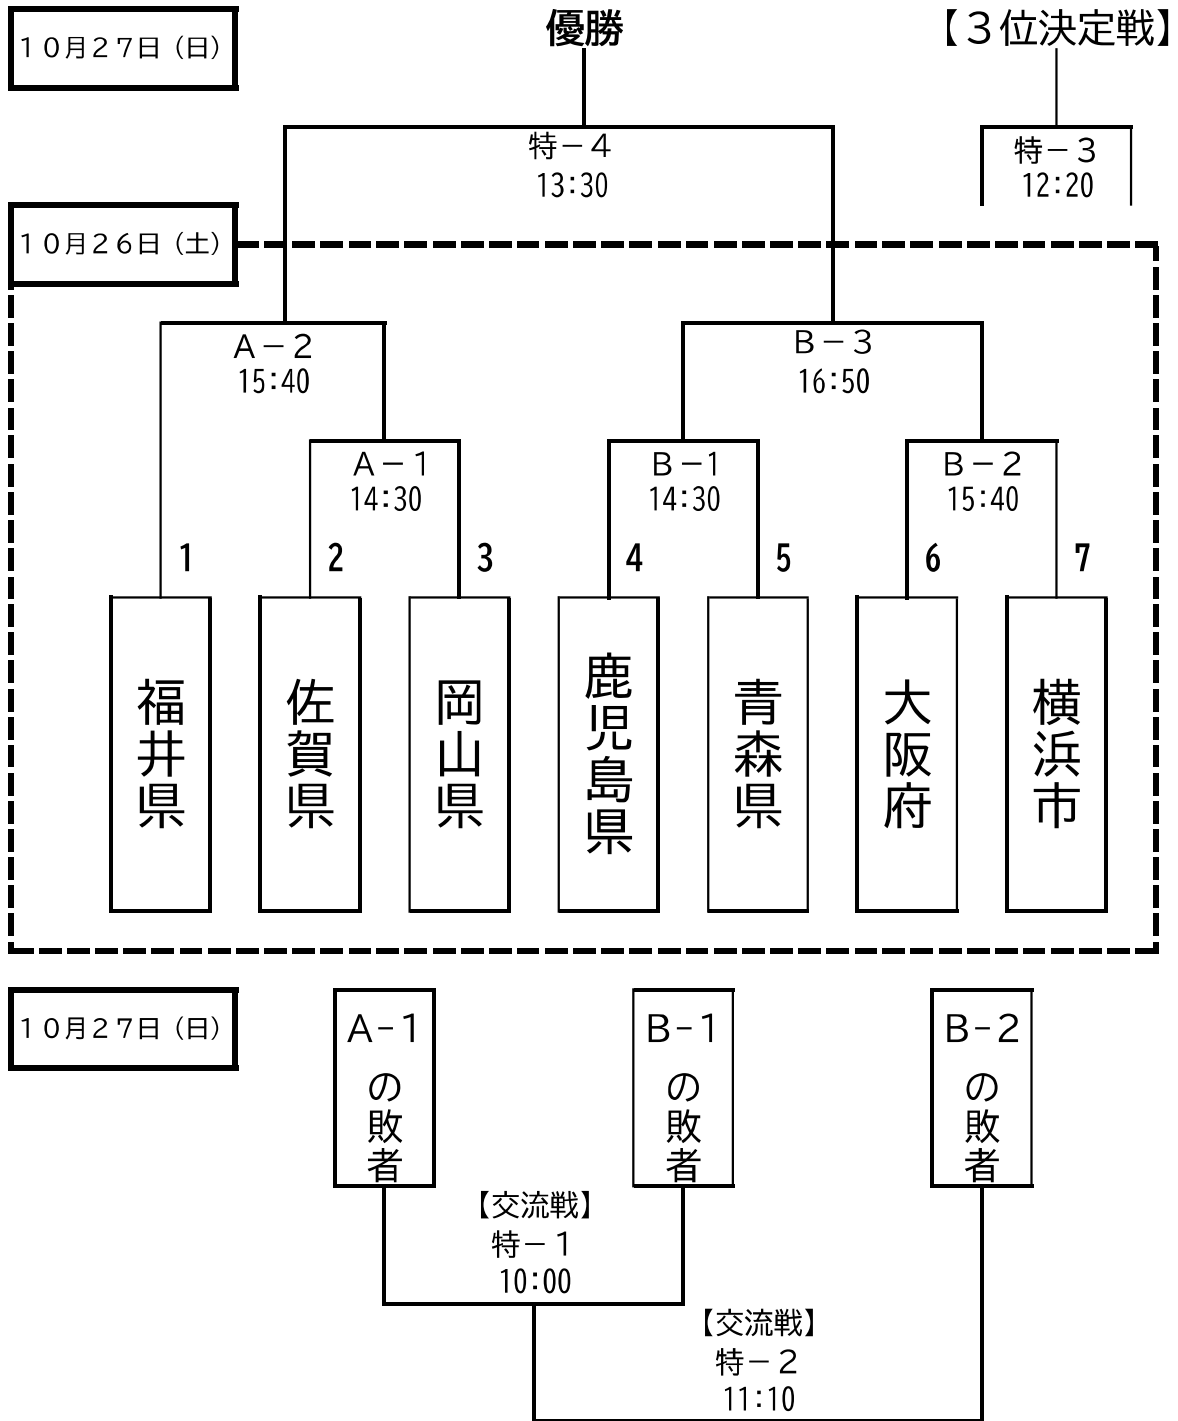 １０月２７日（日）
優勝
【３位決定戦】
特－４
13:30
特－３
12:20
１０月２６日（土）
Ａ－２
15:40
Ｂ－３
16:50
Ａ－１
14:30
Ｂ－１
14:30
Ｂ－２
15:40
1
2
3
4
5
6
7
福井県
佐賀県
岡山県
鹿児島県
青森県
大阪府
横浜市
１０月２７日（日）
A-1
の敗者
B-1
の敗者
B-2
の敗者
【交流戦】
特－１
10:00
【交流戦】
特－２
11:10